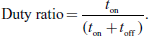 Duty ratio = t_on / (t_on + t_off).